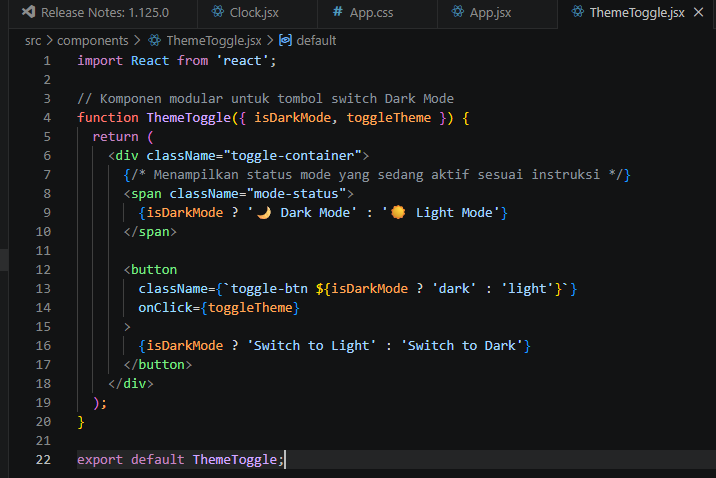 Release Notes: 1.125.0 Clock.jsx # App.css App.jsx ThemeToggle.jsx ×
src > components > ThemeToggle.jsx > default
1 import React from 'react';
2
3 // Komponen modular untuk tombol switch Dark Mode
4 function ThemeToggle({ isDarkMode, toggleTheme }) {
5   return (
6     <div className="toggle-container">
7       {/* Menampilkan status mode yang sedang aktif sesuai instruksi */}
8       <span className="mode-status">
9         {isDarkMode ? '🌙 Dark Mode' : '☀️ Light Mode'}
10       </span>
11
12       <button
13         className={`toggle-btn ${isDarkMode ? 'dark' : 'light'}`}
14         onClick={toggleTheme}
15       >
16         {isDarkMode ? 'Switch to Light' : 'Switch to Dark'}
17       </button>
18     </div>
19   );
20 }
21
22 export default ThemeToggle;